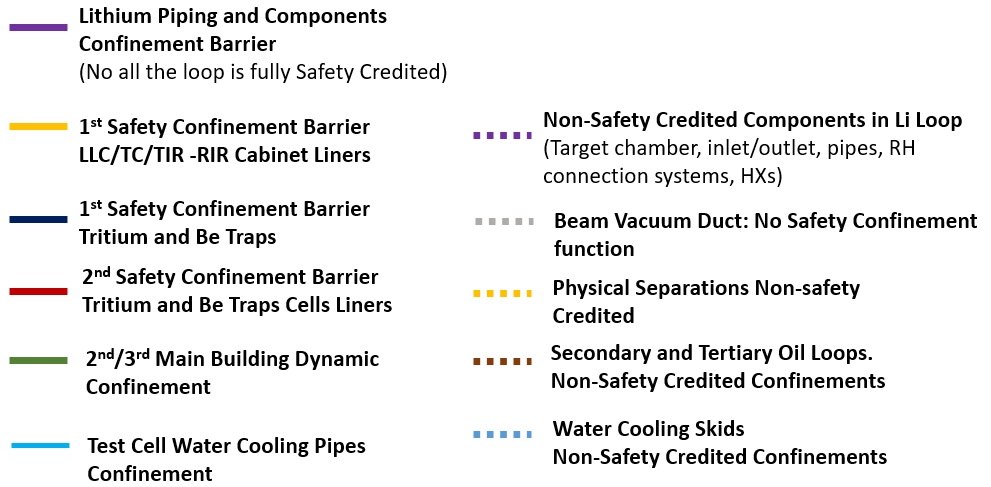 Lithium Piping and Components
Confinement Barrier
(No all the loop is fully Safety Credited)
1st Safety Confinement Barrier
LLC/TC/TIR -RIR Cabinet Liners
1st Safety Confinement Barrier
Tritium and Be Traps
2nd Safety Confinement Barrier
Tritium and Be Traps Cells Liners
2nd/3rd Main Building Dynamic
Confinement
Test Cell Water Cooling Pipes
Confinement
Non-Safety Credited Components in Li Loop
(Target chamber, inlet/outlet, pipes, RH
connection systems, HXs)
Beam Vacuum Duct: No Safety Confinement
function
Physical Separations Non-safety
Credited
Secondary and Tertiary Oil Loops.
Non-Safety Credited Confinements
Water Cooling Skids
Non-Safety Credited Confinements